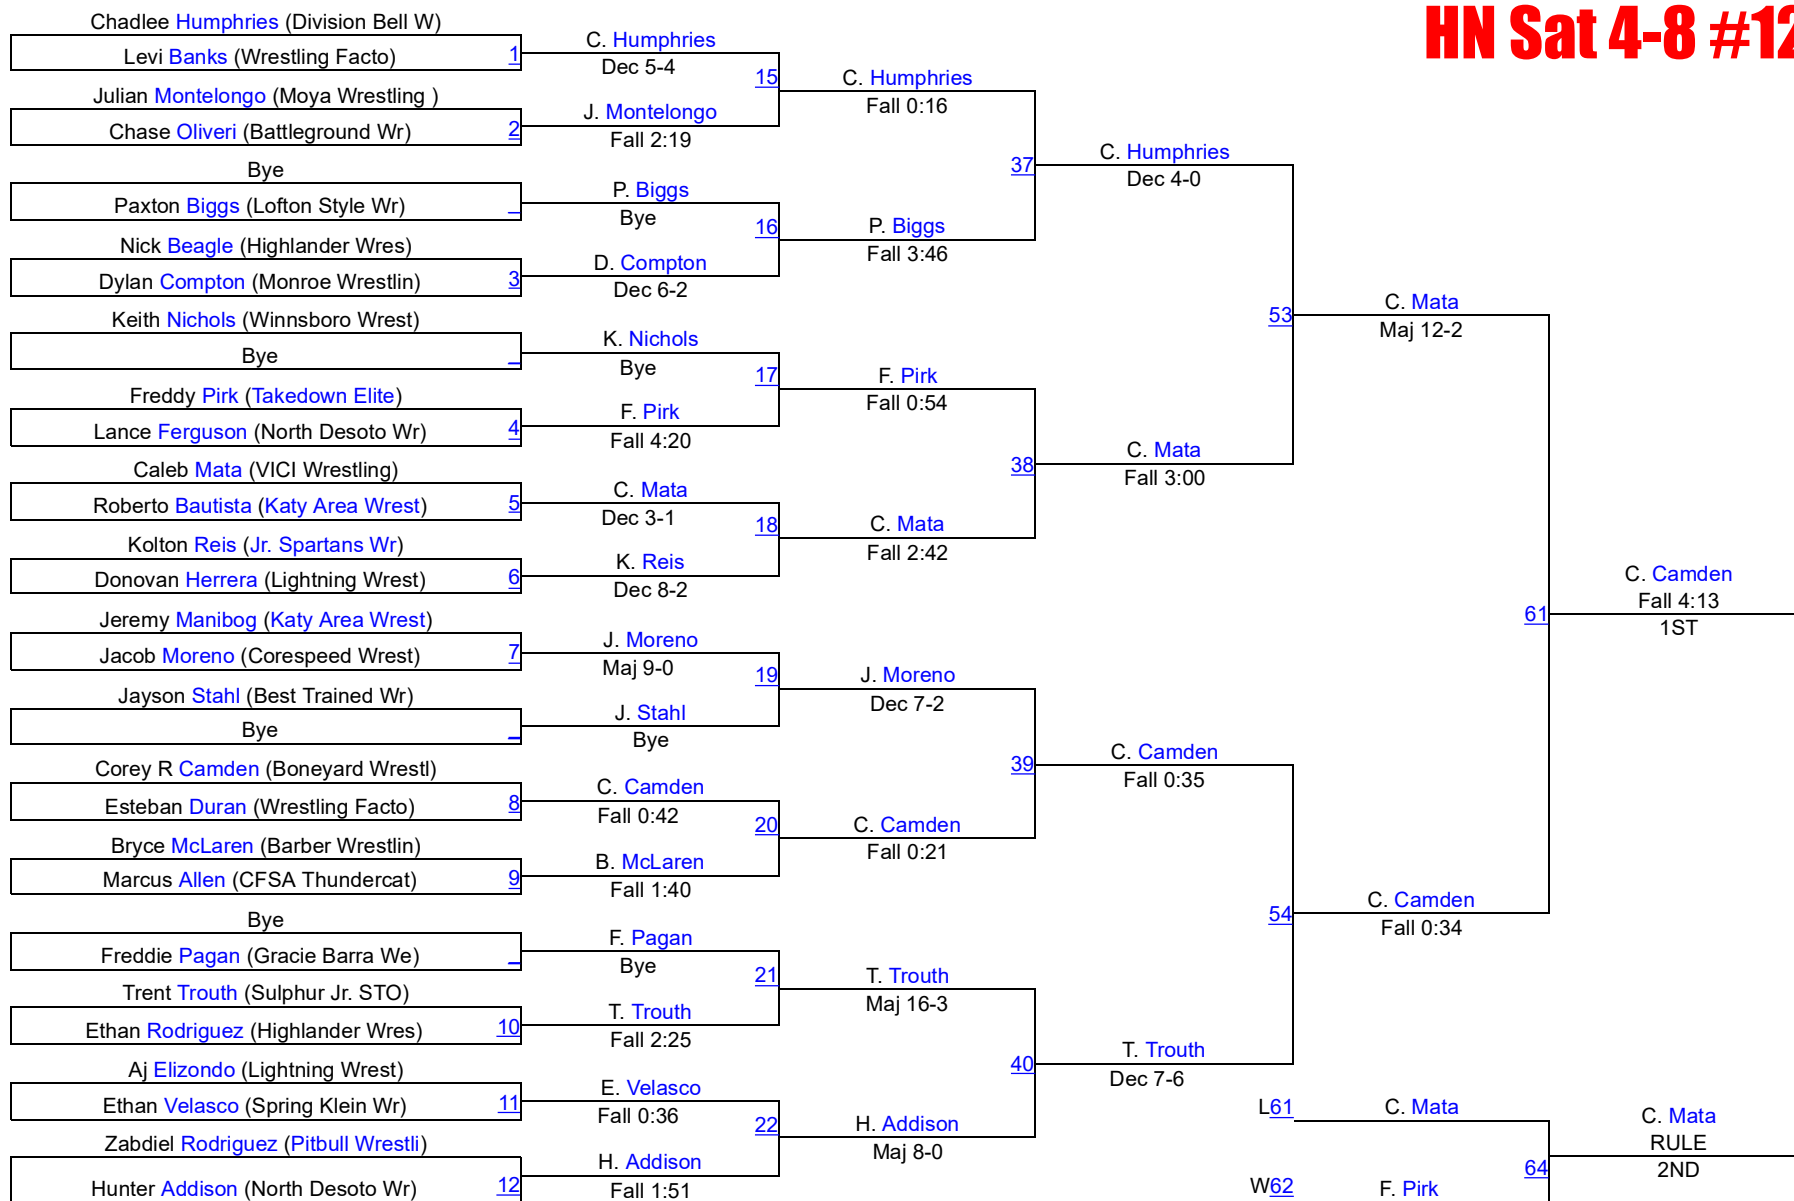 HN Sat 4-8 #12
Chadlee Humphries (Division Bell W)
Levi Banks (Wrestling Facto)
1
Julian Montelongo (Moya Wrestling )
Chase Oliveri (Battleground Wr)
2
Bye
Paxton Biggs (Lofton Style Wr)
Nick Beagle (Highlander Wres)
Dylan Compton (Monroe Wrestlin)
3
Keith Nichols (Winnsboro Wrest)
Bye
Freddy Pirk (Takedown Elite)
Lance Ferguson (North Desoto Wr)
4
Caleb Mata (VICI Wrestling)
Roberto Bautista (Katy Area Wrest)
5
Kolton Reis (Jr. Spartans Wr)
Donovan Herrera (Lightning Wrest)
6
Jeremy Manibog (Katy Area Wrest)
Jacob Moreno (Corespeed Wrest)
7
Jayson Stahl (Best Trained Wr)
Bye
Corey R Camden (Boneyard Wrestl)
Esteban Duran (Wrestling Facto)
8
Bryce McLaren (Barber Wrestlin)
Marcus Allen (CFSA Thundercat)
9
Bye
Freddie Pagan (Gracie Barra We)
Trent Trouth (Sulphur Jr. STO)
Ethan Rodriguez (Highlander Wres)
10
Aj Elizondo (Lightning Wrest)
Ethan Velasco (Spring Klein Wr)
11
Zabdiel Rodriguez (Pitbull Wrestli)
Hunter Addison (North Desoto Wr)
12
C. Humphries
Dec 5-4
15
J. Montelongo
Fall 2:19
P. Biggs
Bye
16
D. Compton
Dec 6-2
K. Nichols
Bye
17
F. Pirk
Fall 4:20
C. Mata
Dec 3-1
18
K. Reis
Dec 8-2
J. Moreno
Maj 9-0
19
J. Stahl
Bye
C. Camden
Fall 0:42
20
B. McLaren
Fall 1:40
F. Pagan
Bye
21
T. Trouth
Fall 2:25
E. Velasco
Fall 0:36
22
H. Addison
Fall 1:51
C. Humphries
Fall 0:16
37
P. Biggs
Fall 3:46
F. Pirk
Fall 0:54
38
C. Mata
Fall 2:42
J. Moreno
Dec 7-2
39
C. Camden
Fall 0:21
T. Trouth
Maj 16-3
40
H. Addison
Maj 8-0
C. Humphries
Dec 4-0
53
C. Mata
Fall 3:00
C. Camden
Fall 0:35
54
T. Trouth
Dec 7-6
C. Mata
Maj 12-2
61
C. Camden
Fall 0:34
C. Camden
Fall 4:13
1ST
L61
C. Mata
W62
F. Pirk
64
C. Mata
RULE
2ND